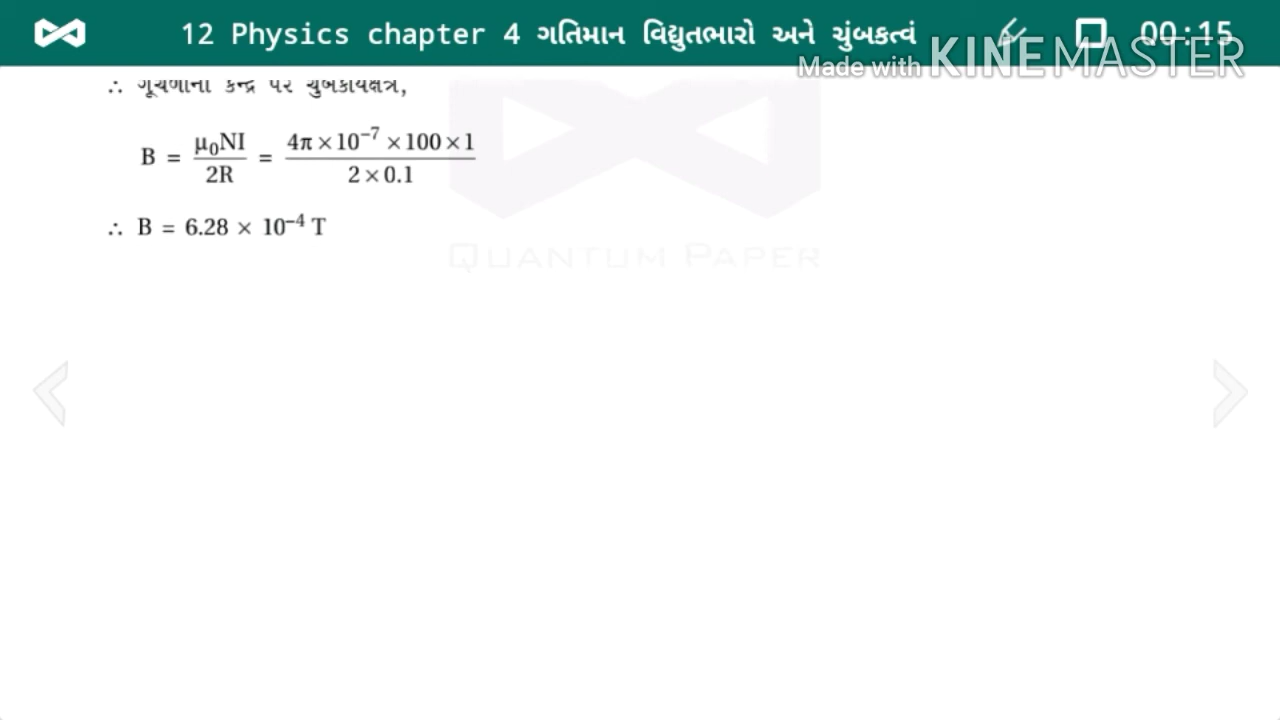 12 Physics chapter 4 ગતિમાન વિદ્યુતભારો અને ચુંબકત્વં 00:15
Made with KINEMASTER
∴ ગૂંચળાના કેન્દ્ર પર ચુંબકીયક્ષેત્ર,
B = μ₀NI / 2R = 4π × 10⁻⁷ × 100 × 1 / 2 × 0.1
∴ B = 6.28 × 10⁻⁴ T
QUANTUM PAPER